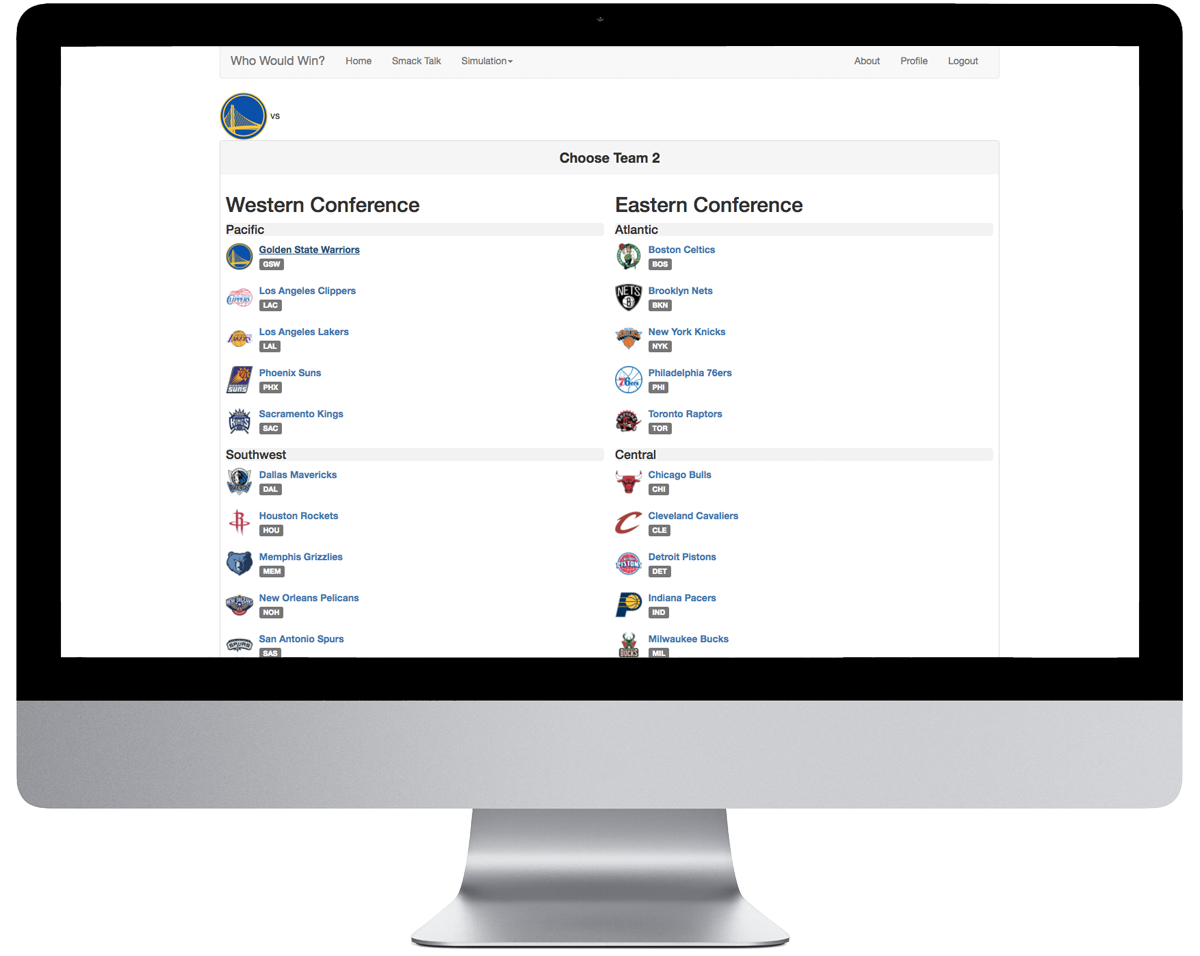 Who Would Win? Home Smack Talk Simulation About Profile Logout
vs
Choose Team 2
Western Conference
Pacific
Golden State Warriors
GSW
Los Angeles Clippers
LAC
Los Angeles Lakers
LAL
Phoenix Suns
PHX
Sacramento Kings
SAC
Southwest
Dallas Mavericks
DAL
Houston Rockets
HOU
Memphis Grizzlies
MEM
New Orleans Pelicans
NOH
San Antonio Spurs
SAS
Eastern Conference
Atlantic
Boston Celtics
BOS
NETS
B
Brooklyn Nets
BKN
New York Knicks
NYK
76ers
Philadelphia 76ers
PHI
Toronto Raptors
TOR
Central
Chicago Bulls
CHI
Cleveland Cavaliers
CLE
Detroit Pistons
DET
Indiana Pacers
IND
BUCKS
Milwaukee Bucks
MIL